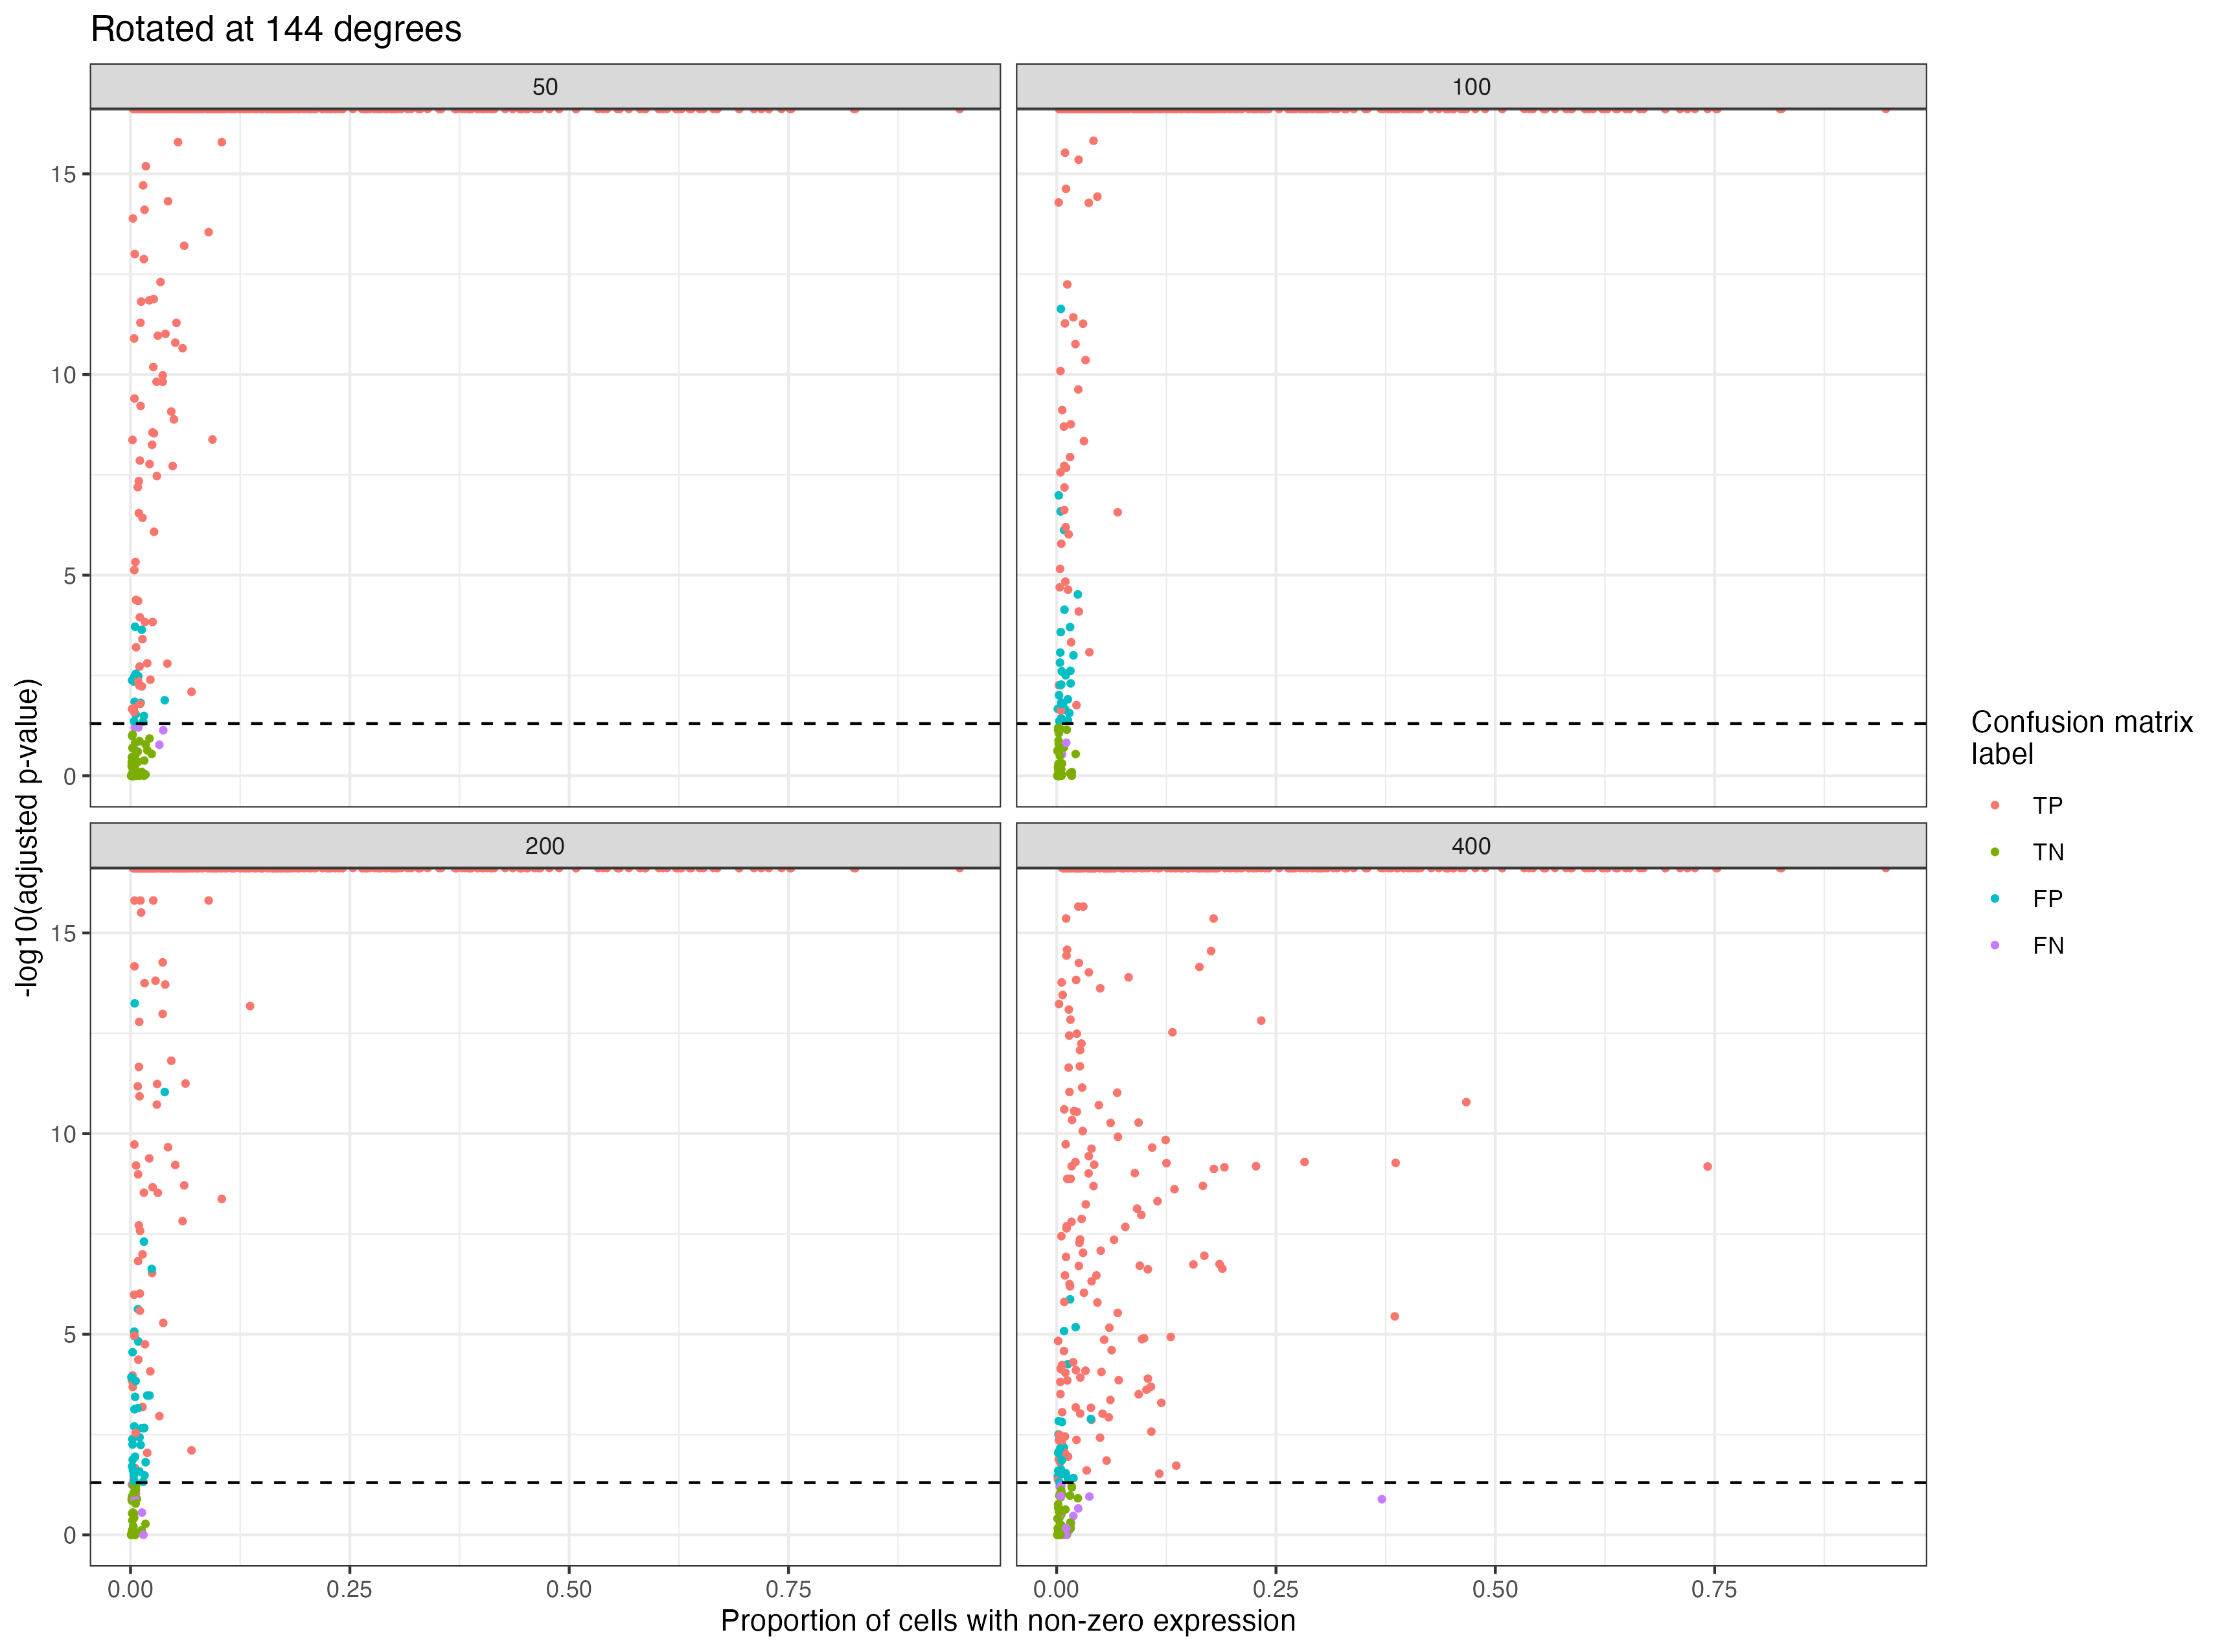 Rotated at 144 degrees
50
100
15
10
5
0
200
400
15
10
5
0
0.00 0.25 0.50 0.75
0.00 0.25 0.50 0.75
Proportion of cells with non-zero expression
-log10(adjusted p-value)
Confusion matrix
label
TP
TN
FP
FN